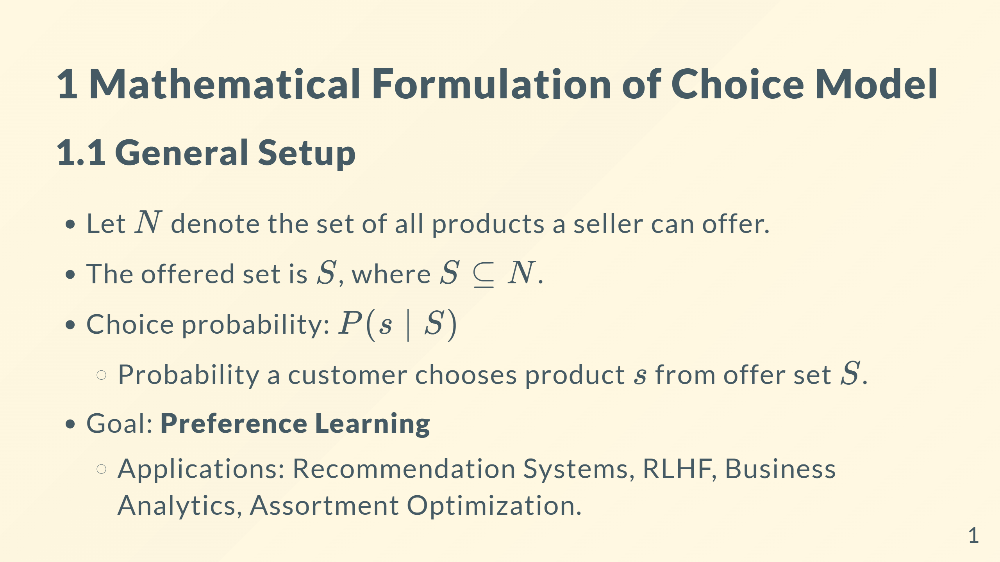 1 Mathematical Formulation of Choice Model
1.1 General Setup
• Let N denote the set of all products a seller can offer.
• The offered set is S, where S ⊆ N.
• Choice probability: P(s | S)
○ Probability a customer chooses product s from offer set S.
• Goal: Preference Learning
○ Applications: Recommendation Systems, RLHF, Business
Analytics, Assortment Optimization.
1